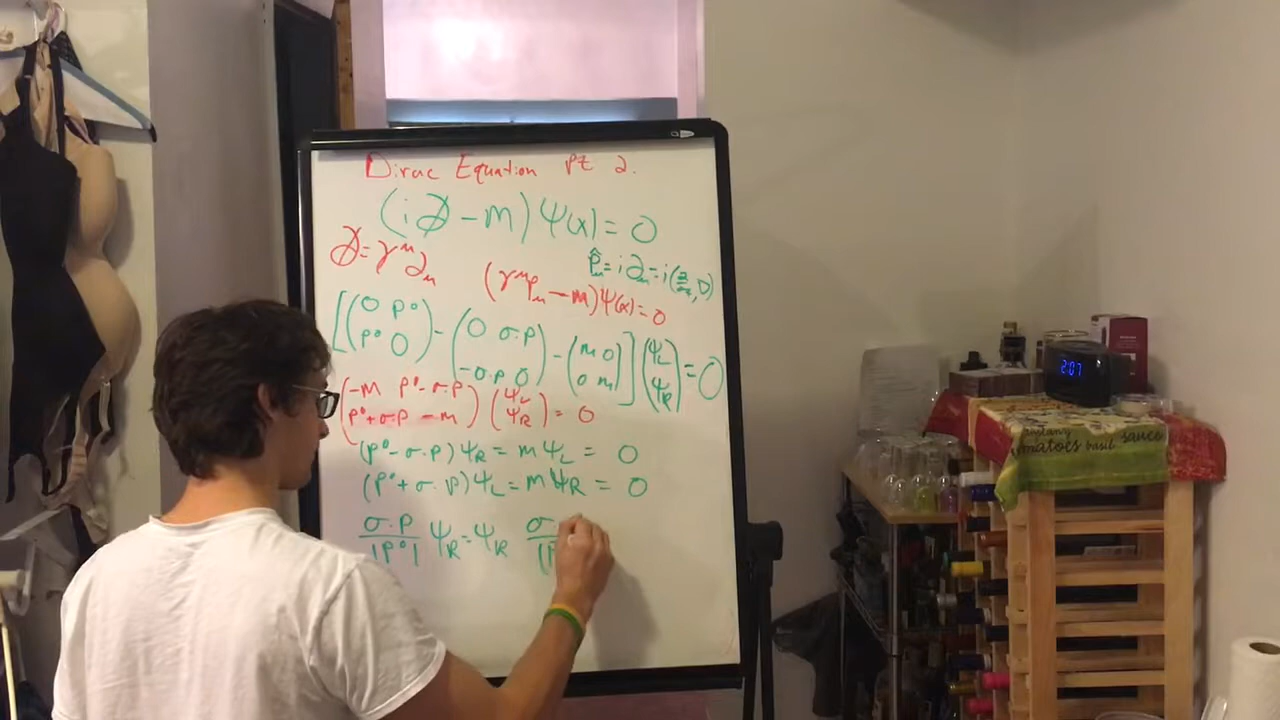 Dirac Equation pt 2.
(i∂̸ − m) Ψ(x) = 0
∂̸ = γ^μ ∂_μ
p̂_μ = i∂_μ = i(∂/∂t, ∇)
(γ^μ p_μ − m) Ψ(x) = 0
[(0 p⁰ / p⁰ 0) − (0 σ·p / −σ·p 0) − (m 0 / 0 m)] (Ψ_L / Ψ_R) = 0
(−m p⁰ − σ·p / p⁰ + σ·p −m) (Ψ_L / Ψ_R) = 0
(p⁰ − σ·p) Ψ_R = m Ψ_L = 0
(p⁰ + σ·p) Ψ_L = m Ψ_R = 0
σ·p / |p⁰| Ψ_R = Ψ_R σ / |p
2:07
tomatoes basil sauce